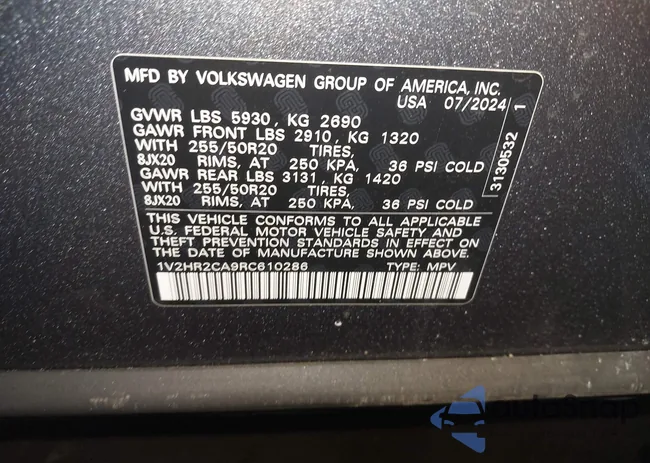 MFD BY VOLKSWAGEN GROUP OF AMERICA, INC.
USA 07/2024
GVWR LBS 5930, KG 2690
GAWR FRONT LBS 2910, KG 1320
WITH 255/50R20 TIRES,
8JX20 RIMS, AT 250 KPA, 36 PSI COLD
GAWR REAR LBS 3131, KG 1420
WITH 255/50R20 TIRES,
8JX20 RIMS, AT 250 KPA, 36 PSI COLD
THIS VEHICLE CONFORMS TO ALL APPLICABLE
U.S. FEDERAL MOTOR VEHICLE SAFETY AND
THEFT PREVENTION STANDARDS IN EFFECT ON
THE DATE OF MANUFACTURE SHOWN ABOVE.
1V2HR2CA9RC610286 TYPE: MPV
3130532 1
AutoSnap